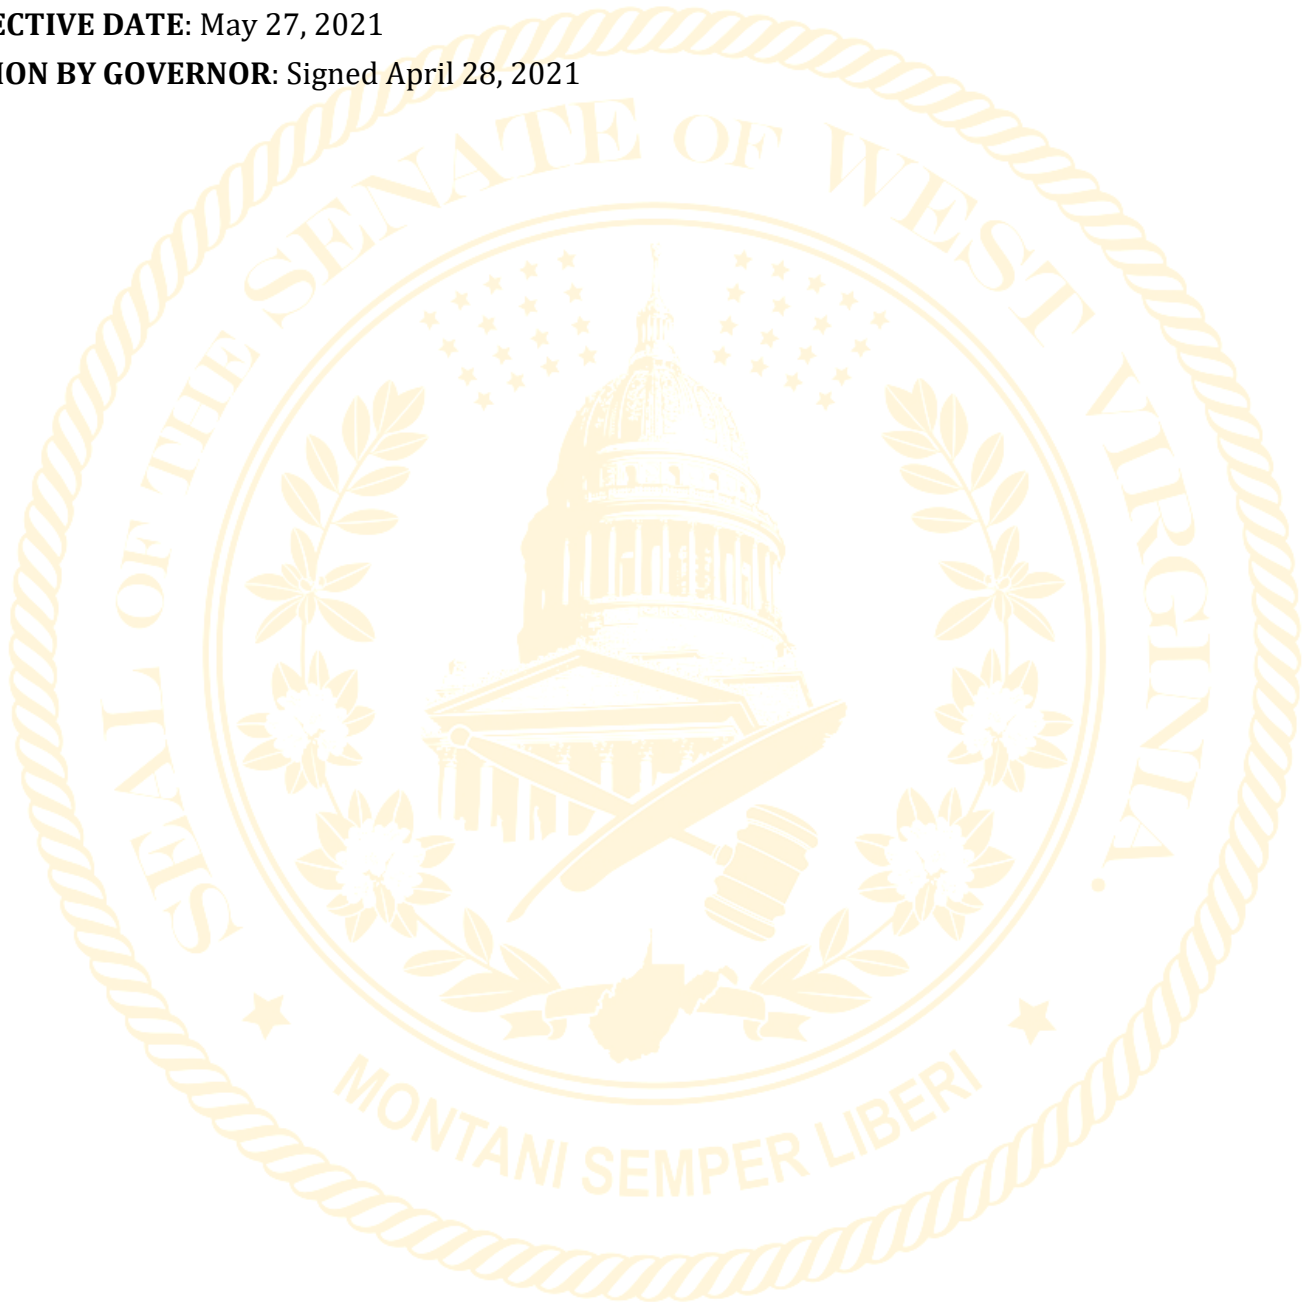 ECTIVE DATE: May 27, 2021
ION BY GOVERNOR: Signed April 28, 2021
SEAL OF THE SENATE OF WEST VIRGINIA.
MONTANI SEMPER LIBERI